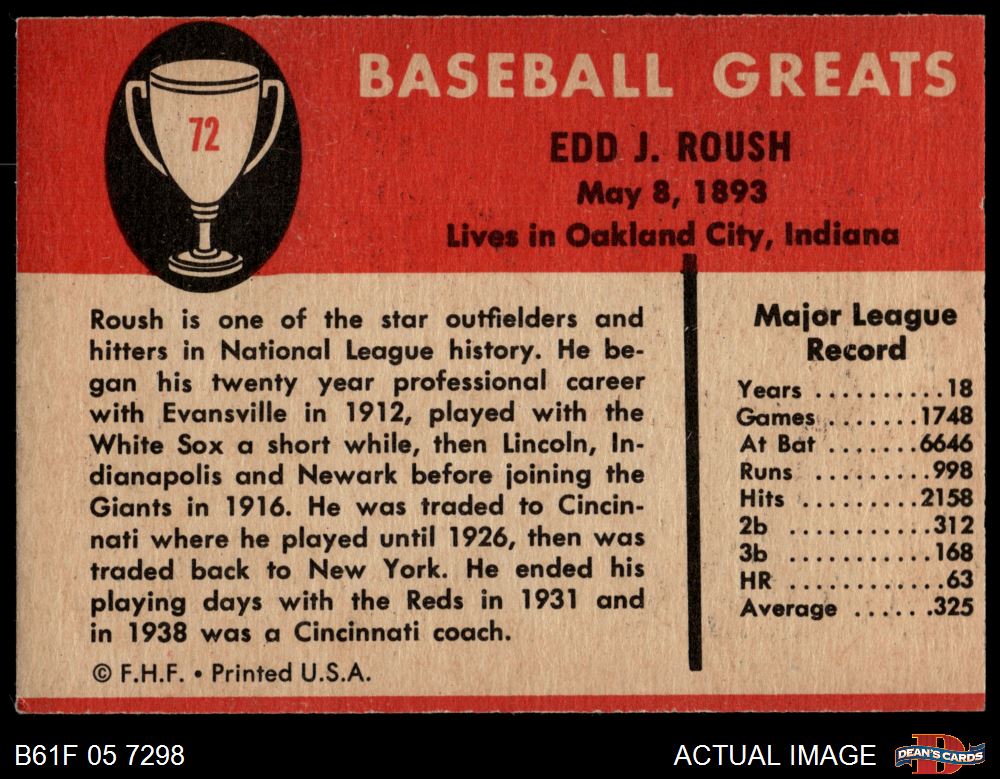 72
BASEBALL GREATS
EDD J. ROUSH
May 8, 1893
Lives in Oakland City, Indiana
Roush is one of the star outfielders and
hitters in National League history. He be-
gan his twenty year professional career
with Evansville in 1912, played with the
White Sox a short while, then Lincoln, In-
dianapolis and Newark before joining the
Giants in 1916. He was traded to Cincin-
nati where he played until 1926, then was
traded back to New York. He ended his
playing days with the Reds in 1931 and
in 1938 was a Cincinnati coach.
© F.H.F. • Printed U.S.A.
Major League
Record
Years ..........18
Games .......1748
At Bat .......6646
Runs .........998
Hits .........2158
2b ...........312
3b ...........168
HR ............63
Average ......325
B61F 05 7298
ACTUAL IMAGE
D
DEAN'S CARDS